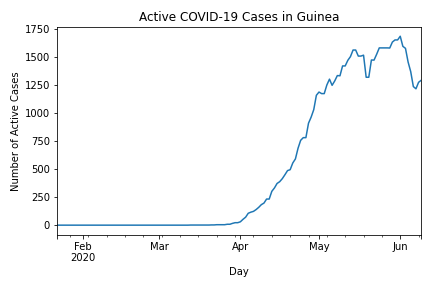 Active COVID-19 Cases in Guinea
1750
1500
1250
1000
750
500
250
0
Number of Active Cases
Feb
2020
Mar
Apr
May
Jun
Day